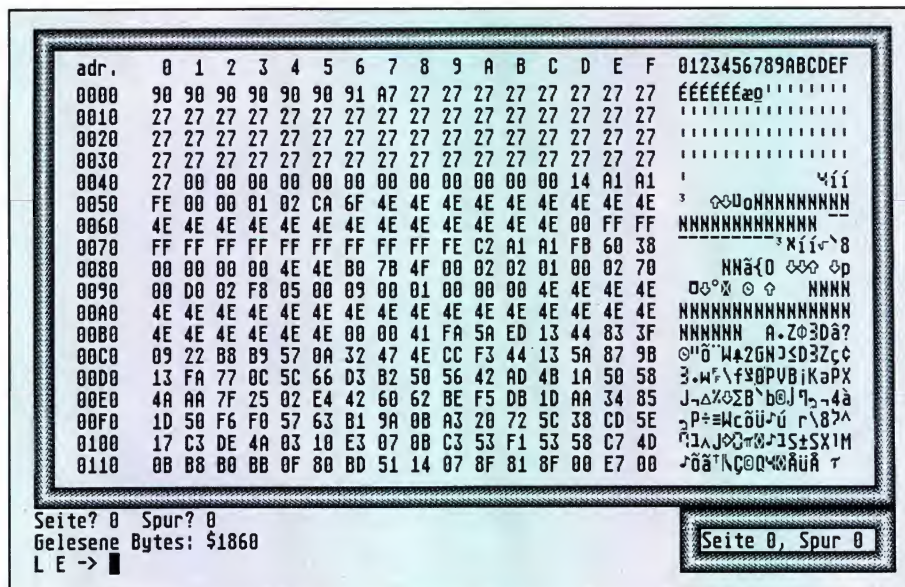 adr. 0 1 2 3 4 5 6 7 8 9 A B C D E F 0123456789ABCDEF
0000 90 90 90 90 90 90 91 A7 27 27 27 27 27 27 27 27 ÉÉÉÉÉÉæº''''''''
0010 27 27 27 27 27 27 27 27 27 27 27 27 27 27 27 27 ''''''''''''''''
0020 27 27 27 27 27 27 27 27 27 27 27 27 27 27 27 27 ''''''''''''''''
0030 27 27 27 27 27 27 27 27 27 27 27 27 27 27 27 27 ''''''''''''''''
0040 27 00 00 00 00 00 00 00 00 00 00 00 00 14 A1 A1 '
0050 FE 00 00 01 02 CA 6F 4E 4E 4E 4E 4E 4E 4E 4E 4E
0060 4E 4E 4E 4E 4E 4E 4E 4E 4E 4E 4E 4E 4E 00 FF FF NNNNNNNNNNNNN ¯¯
0070 FF FF FF FF FF FF FF FF FF FE C2 A1 A1 FB 60 38
0080 00 00 00 00 4E 4E B0 7B 4F 00 02 02 01 00 02 70 NNã{O ⇩⇩⇧ ⇩p
0090 00 D0 02 F8 05 00 09 00 01 00 00 00 4E 4E 4E 4E NNNN
00A0 4E 4E 4E 4E 4E 4E 4E 4E 4E 4E 4E 4E 4E 4E 4E 4E NNNNNNNNNNNNNNNN
00B0 4E 4E 4E 4E 4E 00 00 41 FA 5A ED 13 44 83 3F
00C0 09 22 B8 B9 57 0A 32 47 4E CC F3 44 13 5A 87 9B
00D0 13 FA 77 0C 5C 66 D3 B2 50 56 42 AD 4B 1A 50 58
00E0 4A AA 7F 25 02 E4 42 60 62 BE F5 DB 1D AA 34 85
00F0 1D 50 F6 F0 57 63 B1 9A 0B A3 20 72 5C 38 CD 5E
0100 17 C3 DE 4A 03 10 E3 07 0B C3 53 F1 53 58 C7 4D
0110 0B B8 B0 BB 0F 80 BD 51 14 07 8F 81 8F 00 E7 00
Seite? 0 Spur? 0
Gelesene Bytes: $1860
L E ->
Seite 0, Spur 0